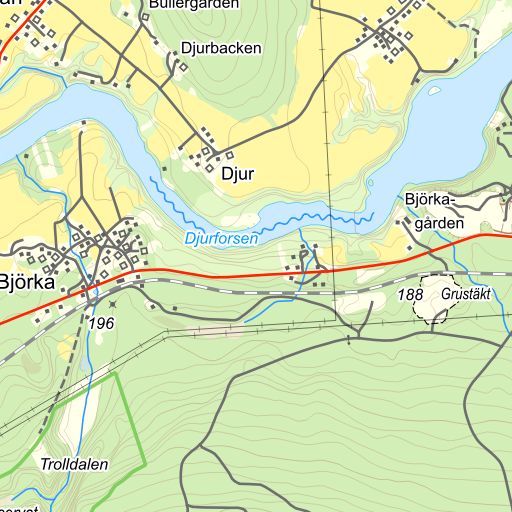 Bullergården
Djurbacken
Djur
Björka-
gården
Djurforsen
Björka
188
Grustäkt
196
Trolldalen